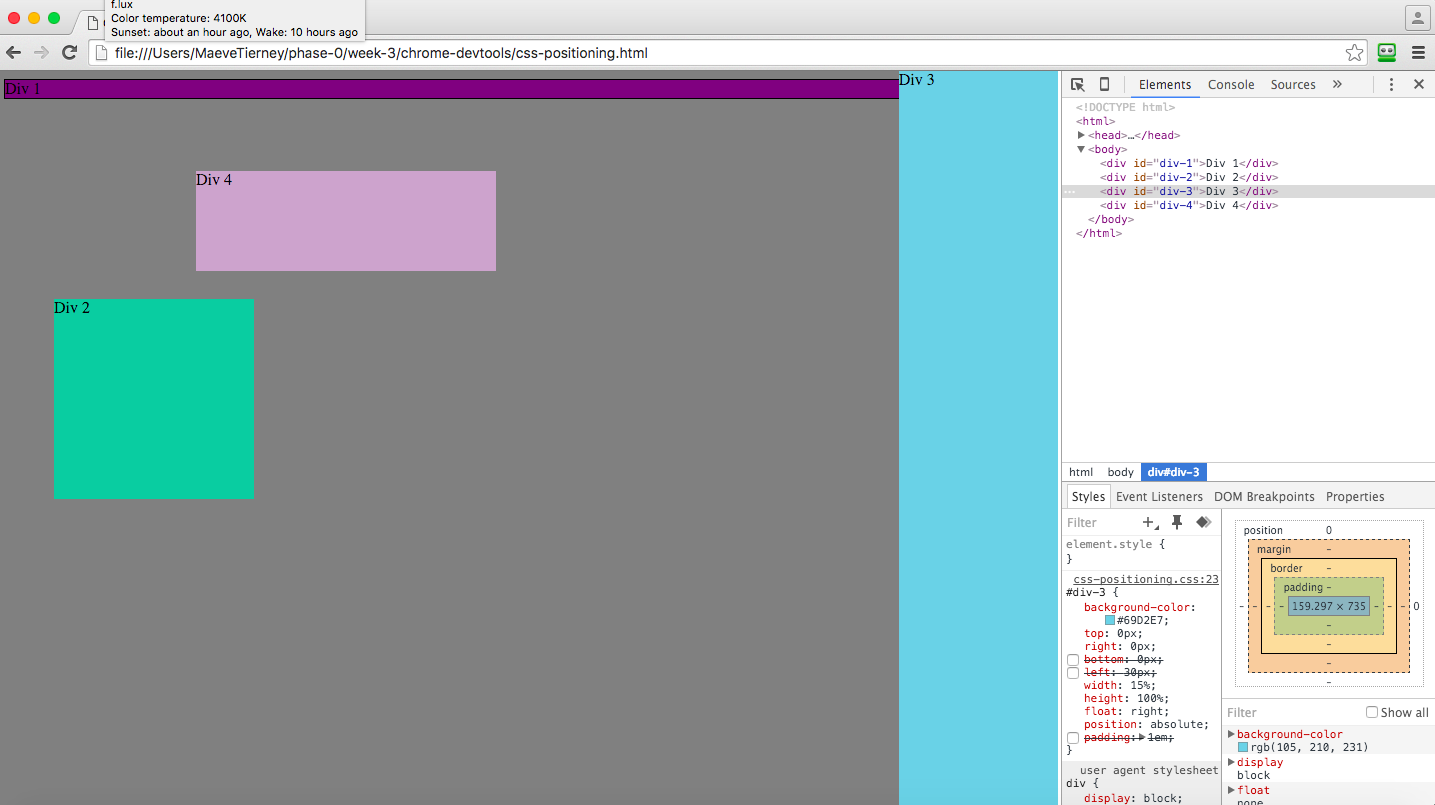 f.lux
Color temperature: 4100K
Sunset: about an hour ago, Wake: 10 hours ago
file:///Users/MaeveTierney/phase-0/week-3/chrome-devtools/css-positioning.html
Div 1
Div 3
Div 4
Div 2
Elements Console Sources »
<!DOCTYPE html>
<html>
<head>…</head>
<body>
<div id="div-1">Div 1</div>
<div id="div-2">Div 2</div>
<div id="div-3">Div 3</div>
<div id="div-4">Div 4</div>
</body>
</html>
html body div#div-3
Styles Event Listeners DOM Breakpoints Properties
Filter
element.style {
}
css-positioning.css:23
#div-3 {
background-color:
#69D2E7;
top: 0px;
right: 0px;
bottom: 0px;
left: 30px;
width: 15%;
height: 100%;
float: right;
position: absolute;
padding: 1em;
}
user agent stylesheet
div {
display: block;
position 0
margin -
border -
padding -
- - - - 159.297 × 735 - - - 0
-
-
-
-
Filter Show all
background-color
rgb(105, 210, 231)
display
block
float
none